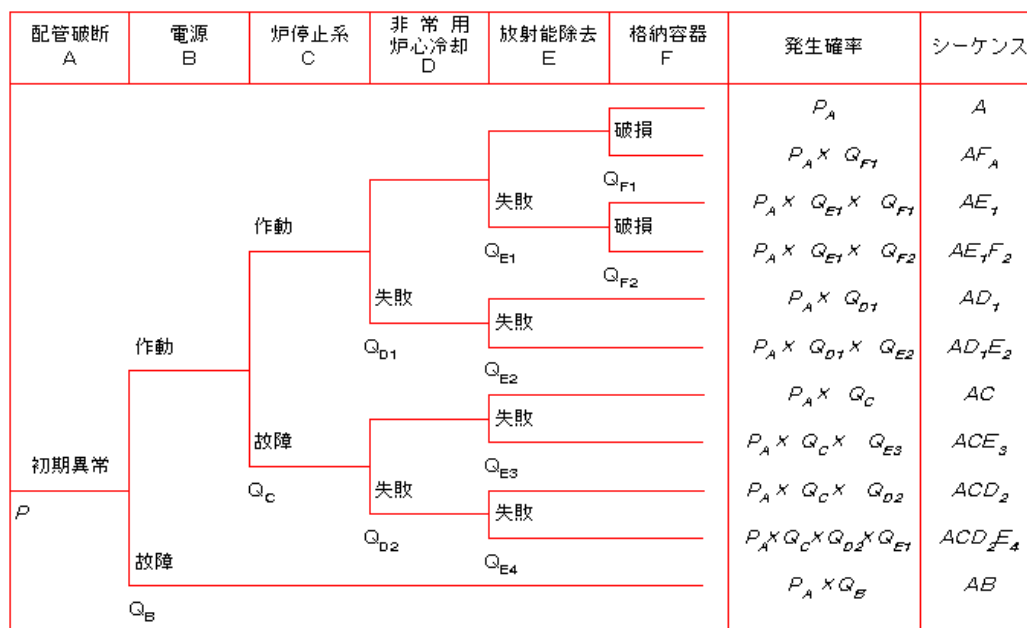 配管破断 電源 炉停止系 非常用炉心冷却 放射能除去 格納容器 発生確率 シーケンス
A B C D E F
P_A A
破損
P_A × Q_F1 AF_A
Q_F1
失敗 P_A × Q_E1 × Q_F1 AE_1
作動 破損
Q_E1 P_A × Q_E1 × Q_F2 AE_1F_2
Q_F2
失敗 P_A × Q_D1 AD_1
失敗
作動 Q_D1 P_A × Q_D1 × Q_E2 AD_1E_2
Q_E2
P_A × Q_C AC
失敗
故障 P_A × Q_C × Q_E3 ACE_3
初期異常 Q_E3
Q_C 失敗 P_A × Q_C × Q_D2 ACD_2
P 失敗
Q_D2 P_A×Q_C×Q_D2×Q_E1 ACD_2E_4
故障 Q_E4
P_A ×Q_B AB
Q_B